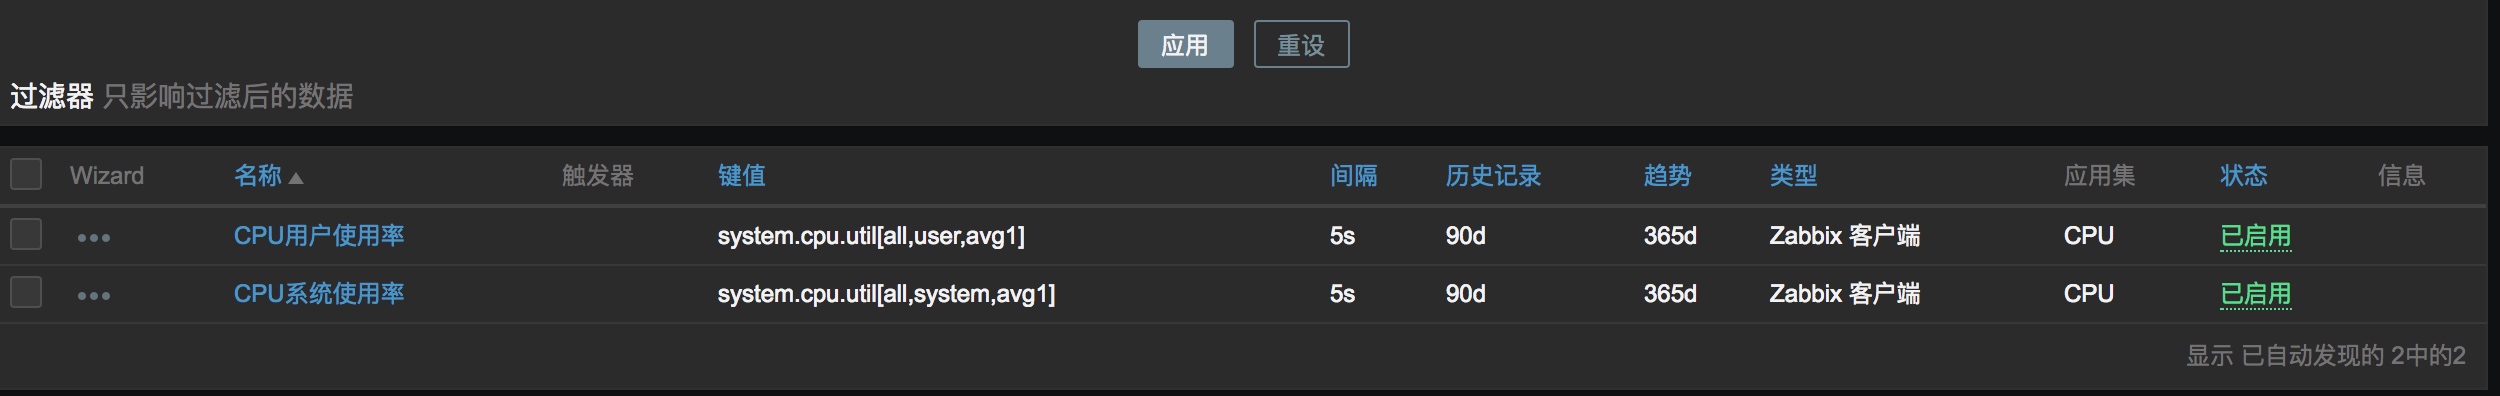 应用 重设
过滤器 只影响过滤后的数据
Wizard 名称 触发器 键值 间隔 历史记录 趋势 类型 应用集 状态 信息
CPU用户使用率 system.cpu.util[all,user,avg1] 5s 90d 365d Zabbix 客户端 CPU 已启用
CPU系统使用率 system.cpu.util[all,system,avg1] 5s 90d 365d Zabbix 客户端 CPU 已启用
显示 已自动发现的 2中的2